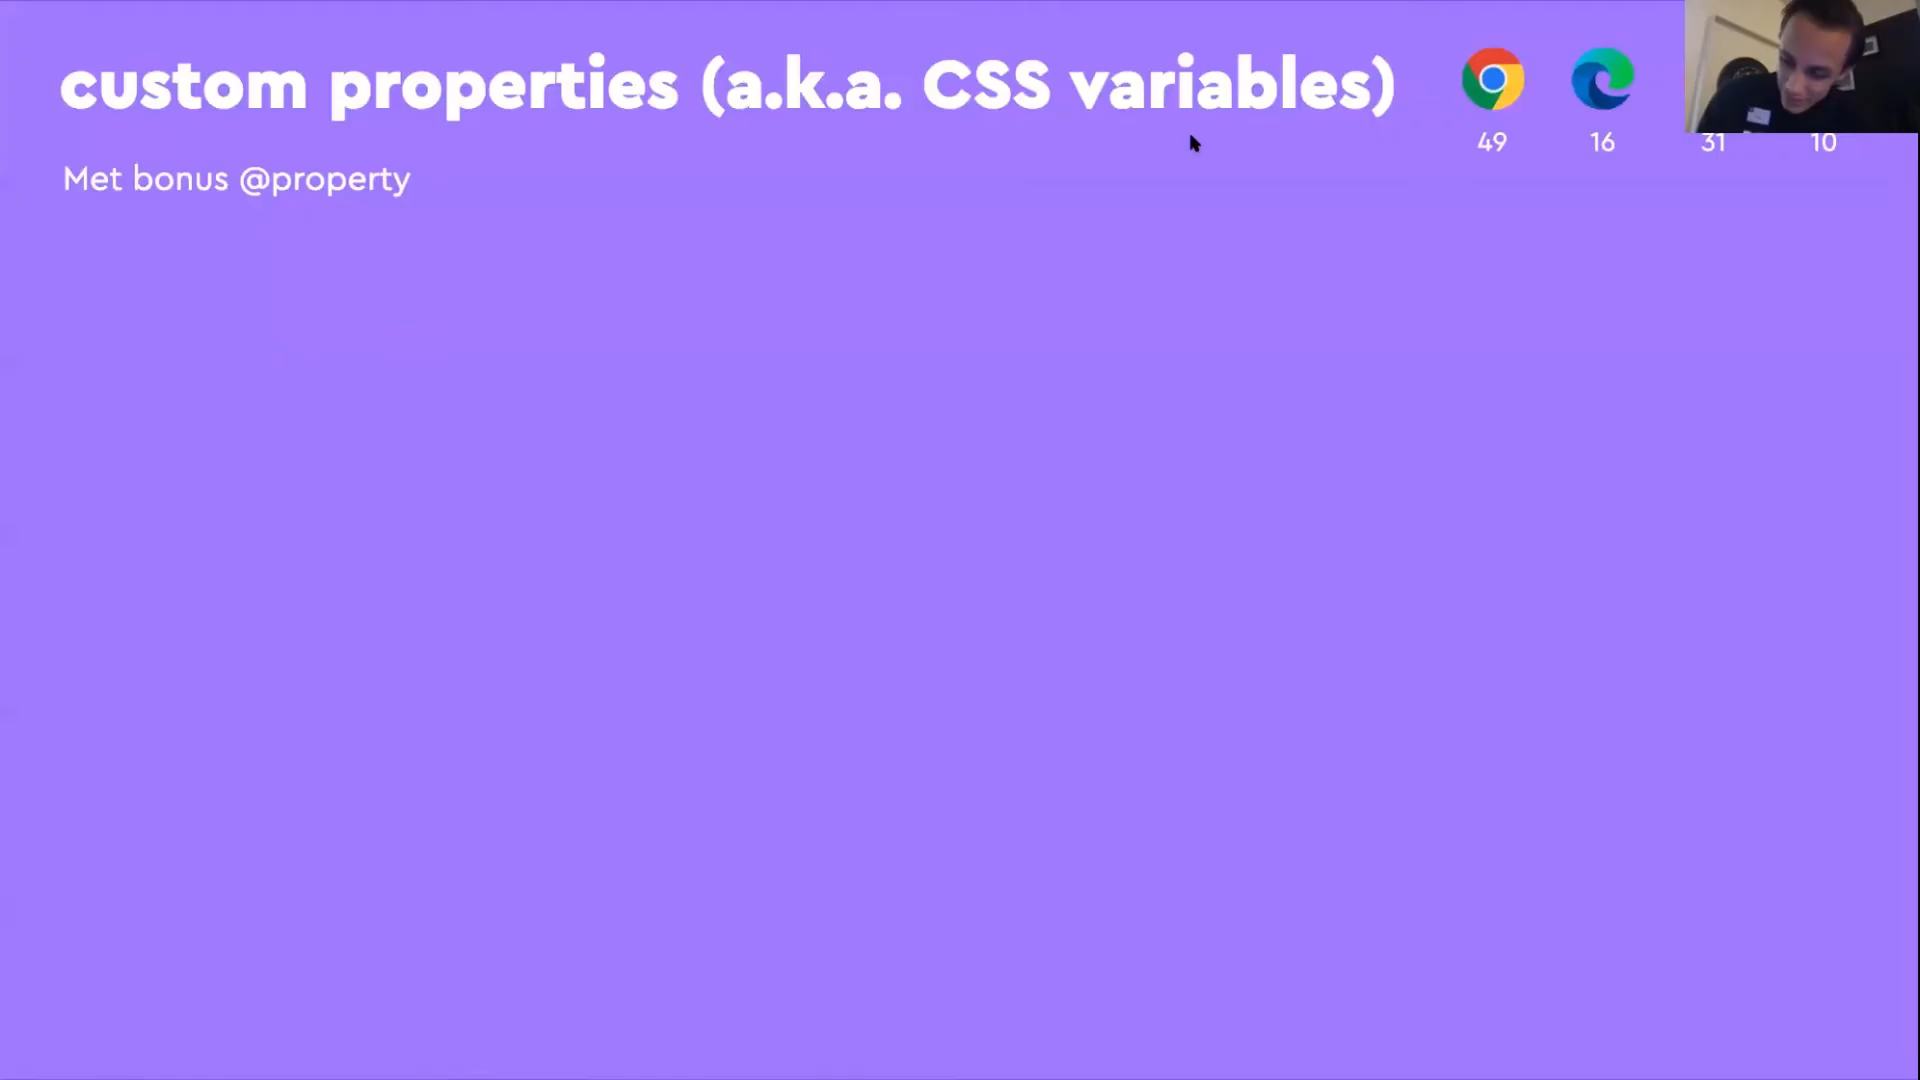 custom properties (a.k.a. CSS variables)
49 16 31 10
Met bonus @property